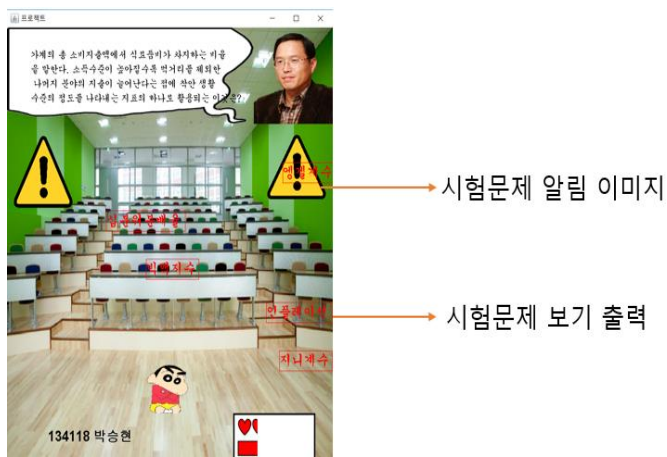 프로젝트
가계의 총 소비지출액에서 식료품비가 차지하는 비율
을 말한다. 소득수준이 높아질수록 먹거리를 제외한
나머지 분야의 지출이 늘어난다는 점에 착안 생활
수준의 정도를 나타내는 지표의 하나로 활용되는 이것은?
엥겔지수
시험문제 알림 이미지
빅맥지수
시험문제 보기 출력
지니계수
134118 박승현